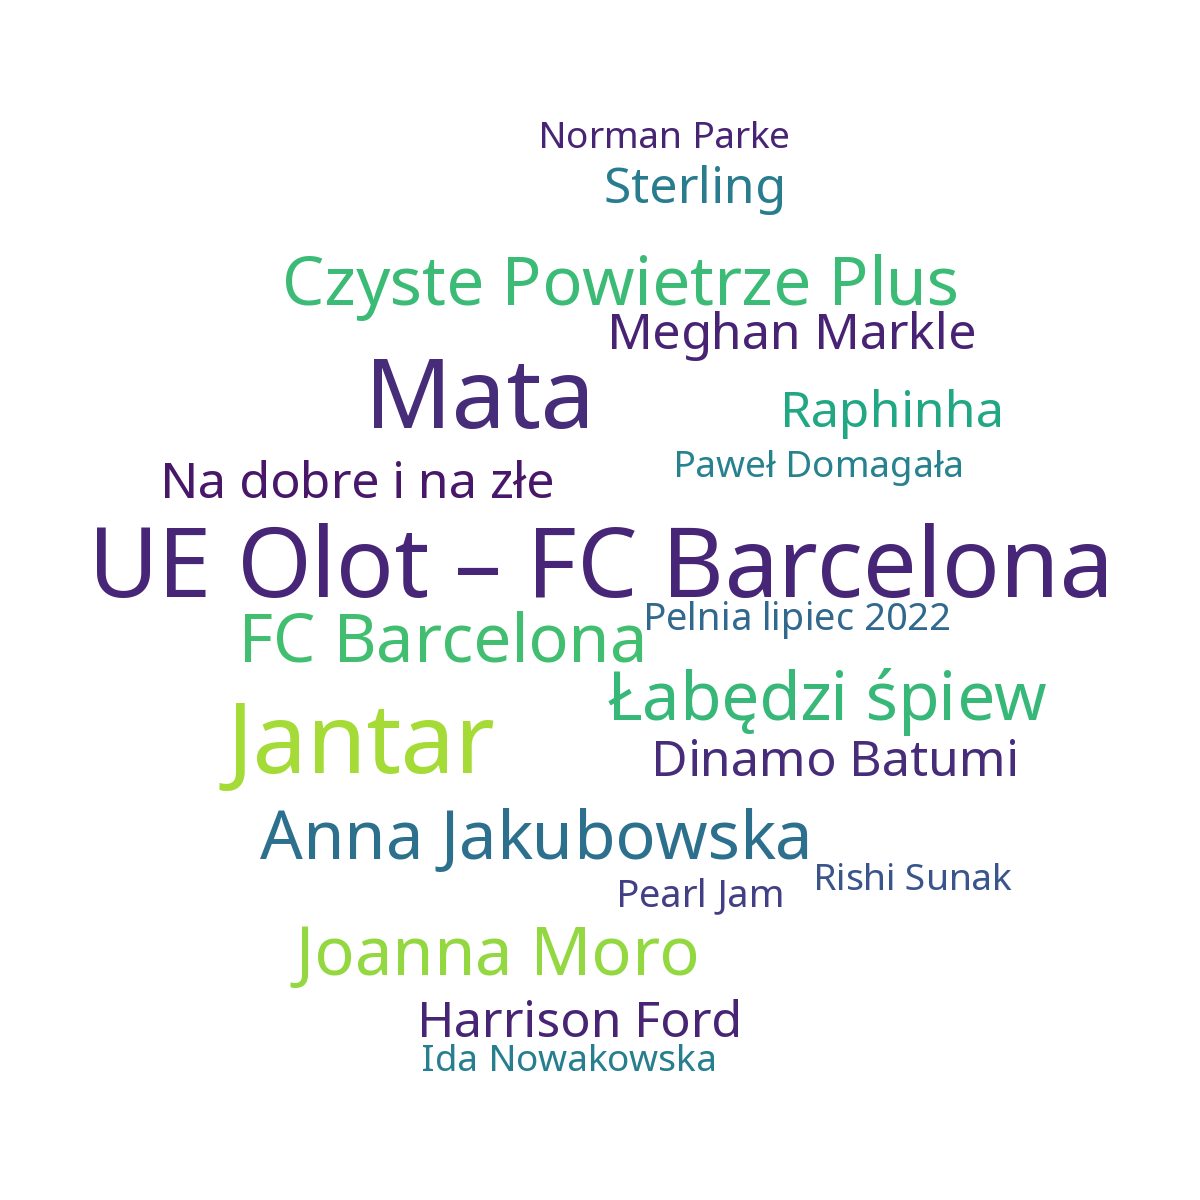 Norman Parke
Sterling
Czyste Powietrze Plus
Meghan Markle
Mata
Raphinha
Paweł Domagała
Na dobre i na złe
UE Olot – FC Barcelona
Pelnia lipiec 2022
FC Barcelona
Łabędzi śpiew
Jantar
Dinamo Batumi
Anna Jakubowska
Rishi Sunak
Pearl Jam
Joanna Moro
Harrison Ford
Ida Nowakowska